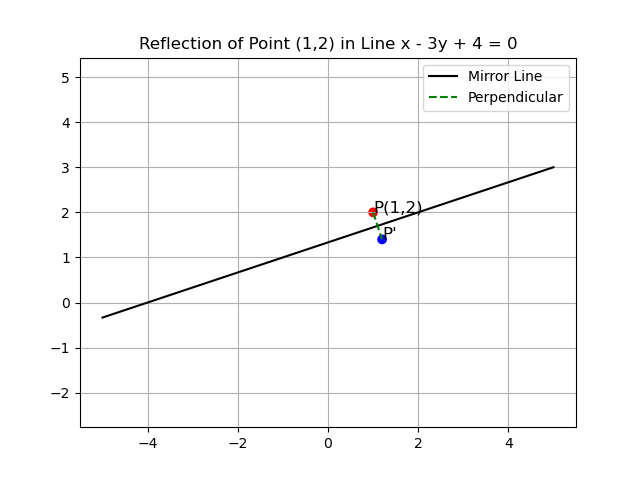 Reflection of Point (1,2) in Line x - 3y + 4 = 0
Mirror Line
Perpendicular
5
4
3
2
1
0
−1
−2
P(1,2)
P'
−4
−2
0
2
4